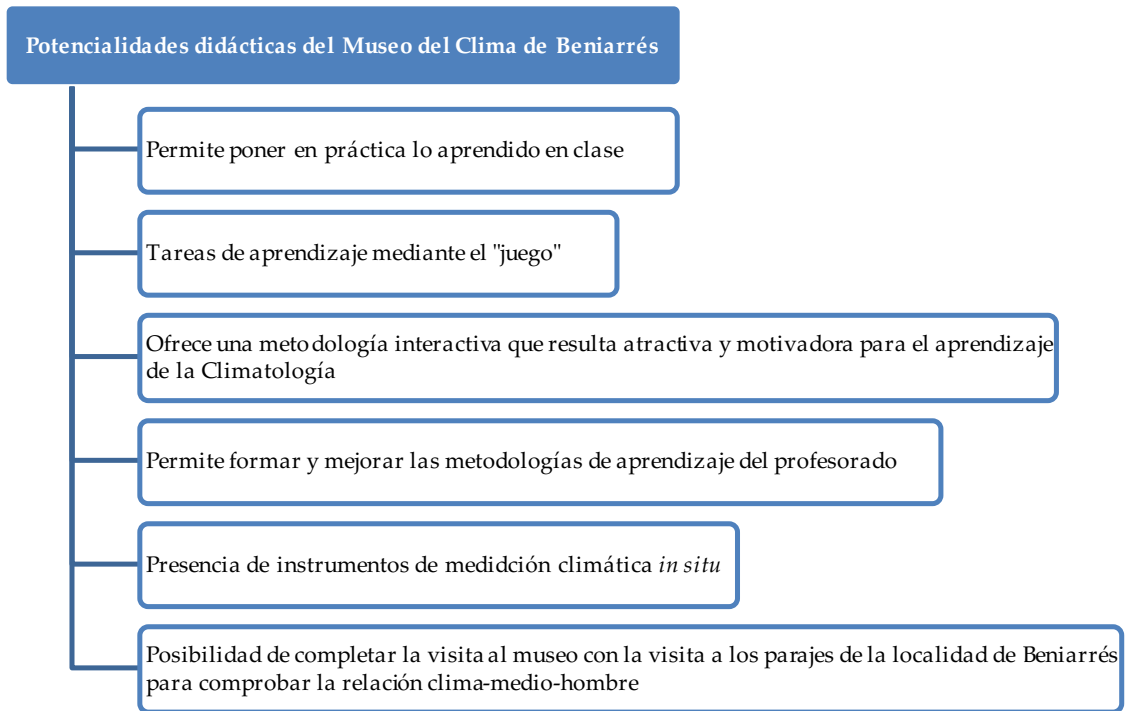 Potencialidades didácticas del Museo del Clima de Beniarrés
Permite poner en práctica lo aprendido en clase
Tareas de aprendizaje mediante el "juego"
Ofrece una metodología interactiva que resulta atractiva y motivadora para el aprendizaje
de la Climatología
Permite formar y mejorar las metodologías de aprendizaje del profesorado
Presencia de instrumentos de medidción climática in situ
Posibilidad de completar la visita al museo con la visita a los parajes de la localidad de Beniarrés
para comprobar la relación clima-medio-hombre